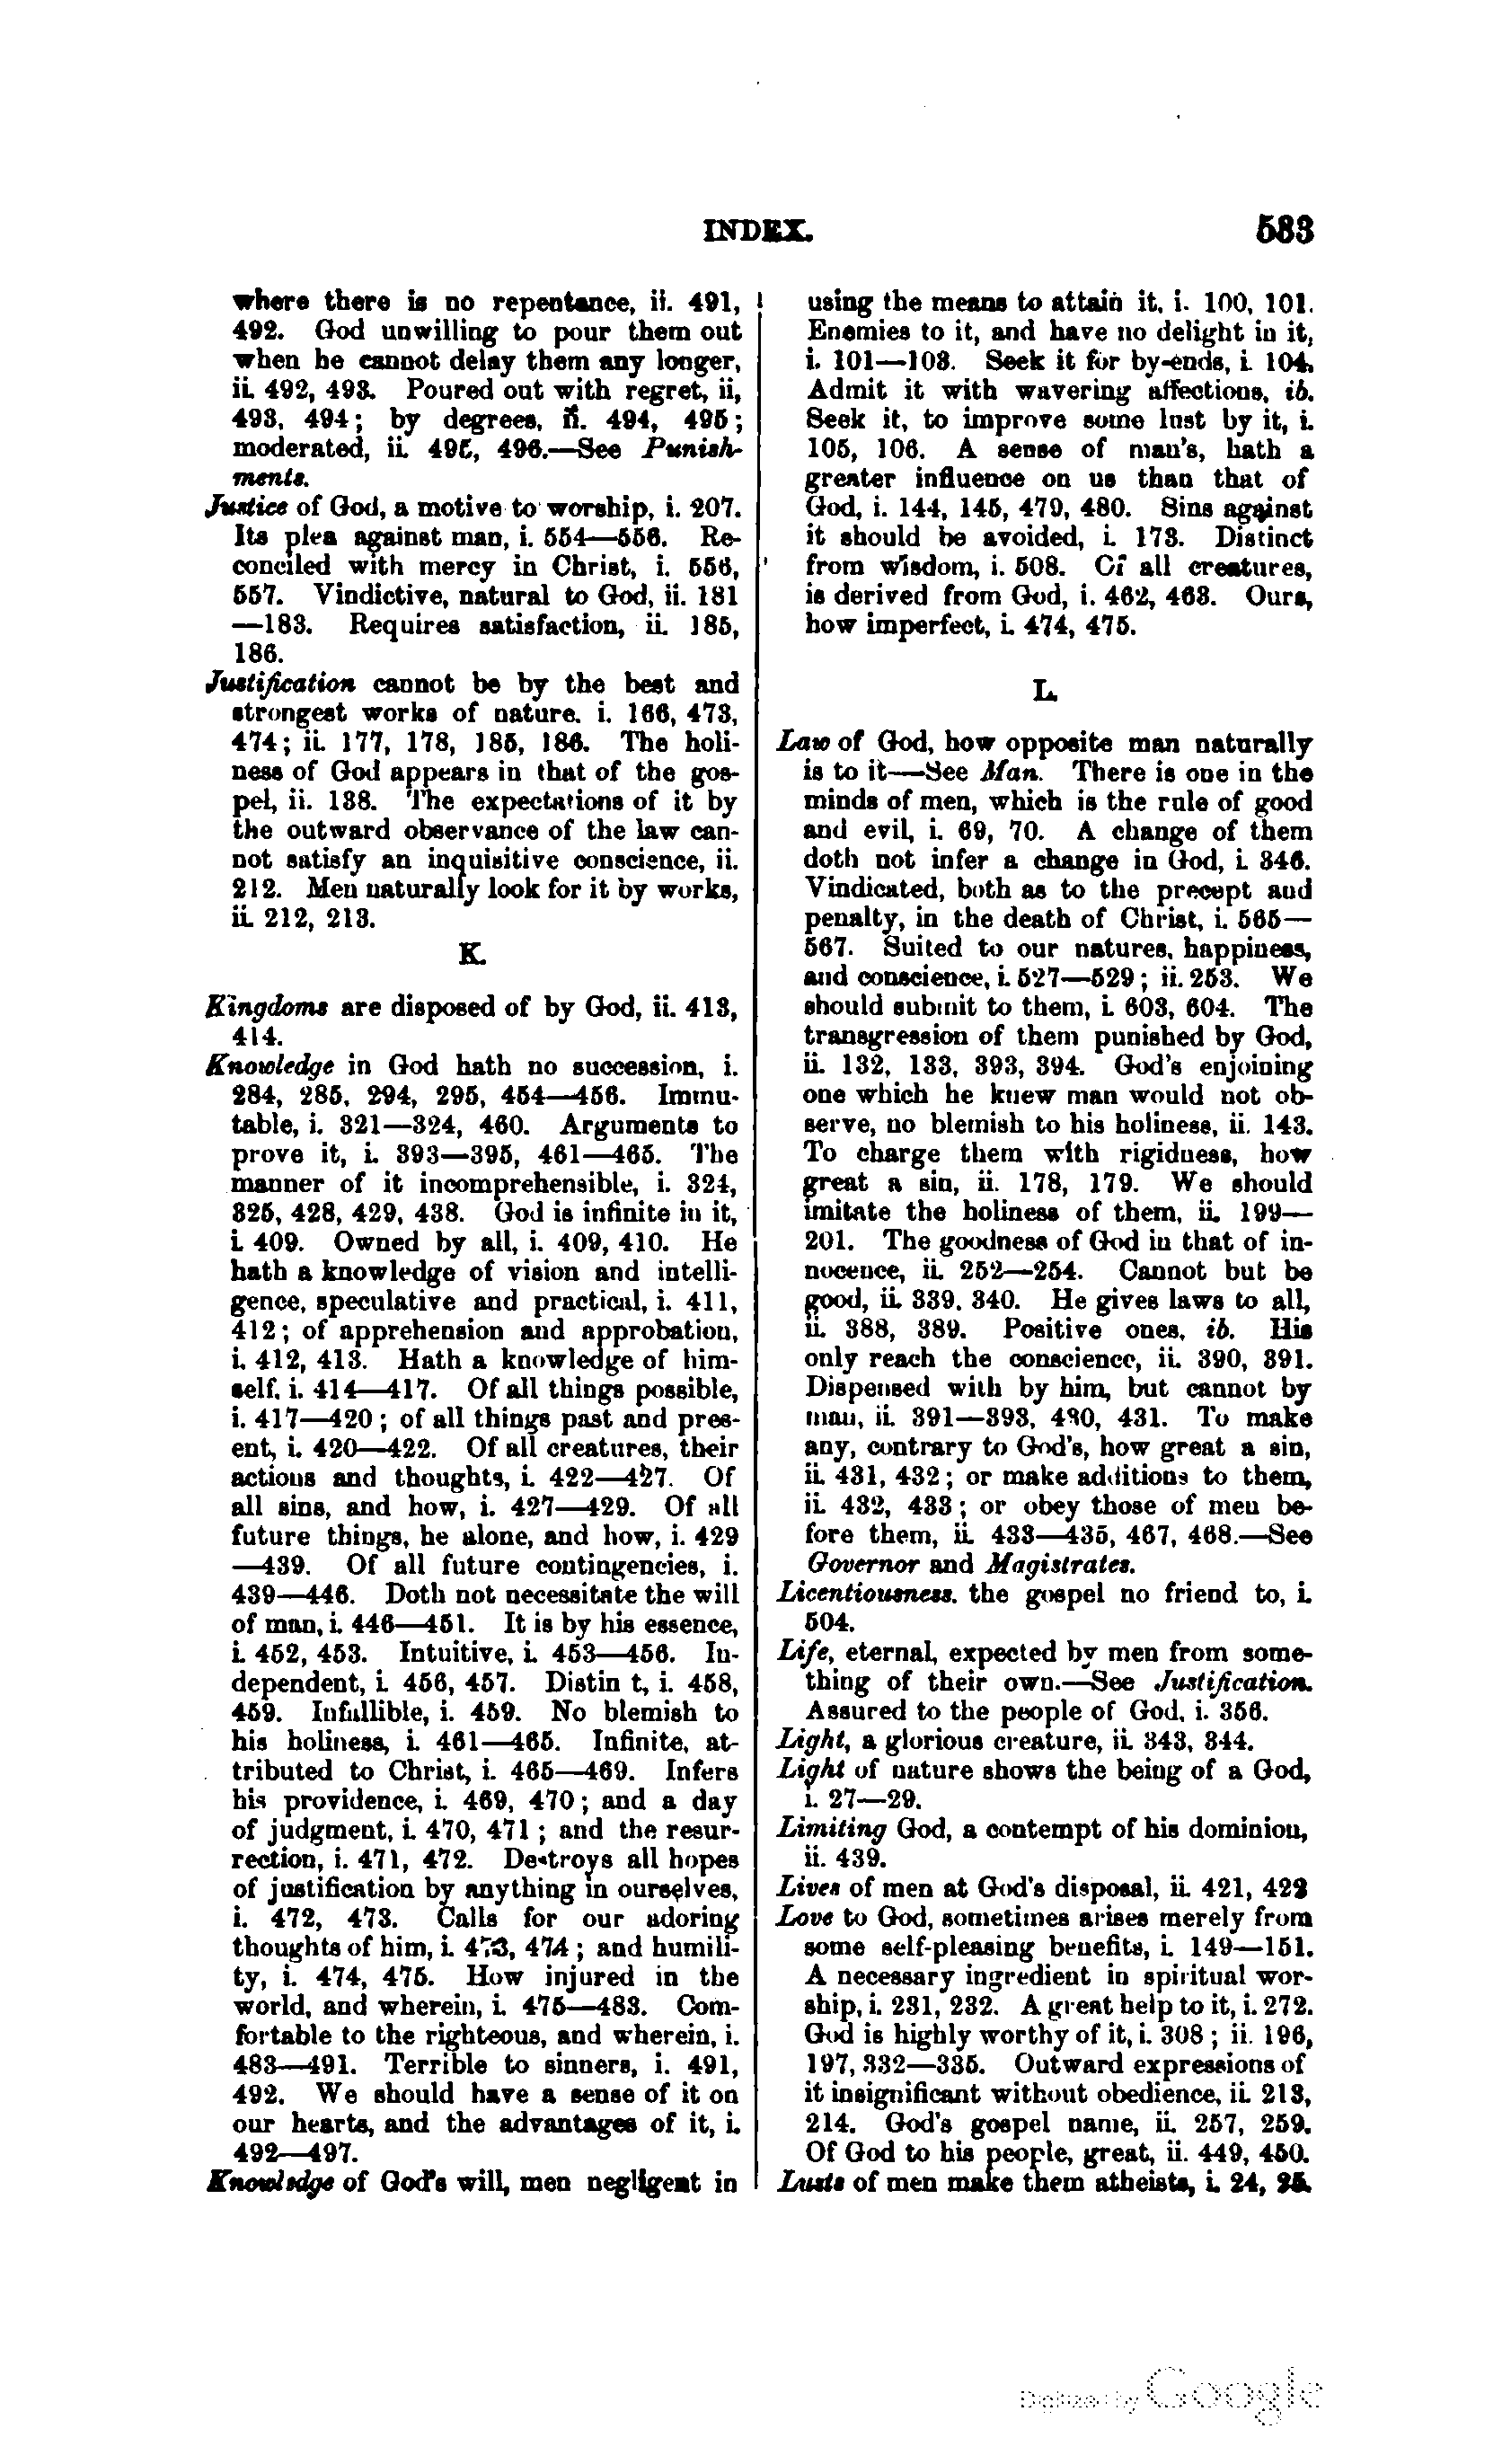 INDEX. 583
where there is no repentance, ii. 491,
492. God unwilling to pour them out
when he cannot delay them any longer,
ii. 492, 493. Poured out with regret, ii,
493, 494; by degrees, ii. 494, 495;
moderated, ii. 495, 496.—See Punish-
ments.
Justice of God, a motive to worship, i. 207.
Its plea against man, i. 554—556. Re-
conciled with mercy in Christ, i. 556,
557. Vindictive, natural to God, ii. 181
—183. Requires satisfaction, ii. 185,
186.
Justification cannot be by the best and
strongest works of nature. i. 166, 473,
474; ii. 177, 178, 185, 186. The holi-
ness of God appears in that of the gos-
pel, ii. 138. The expectations of it by
the outward observance of the law can-
not satisfy an inquisitive conscience, ii.
212. Men naturally look for it by works,
ii. 212, 213.
K.
Kingdoms are disposed of by God, ii. 413,
414.
Knowledge in God hath no succession, i.
284, 285, 294, 295, 454—456. Immu-
table, i. 321—324, 460. Arguments to
prove it, i. 393—395, 461—465. The
manner of it incomprehensible, i. 324,
325, 428, 429, 438. God is infinite in it,
i. 409. Owned by all, i. 409, 410. He
hath a knowledge of vision and intelli-
gence, speculative and practical, i. 411,
412; of apprehension and approbation,
i. 412, 413. Hath a knowledge of him-
self, i. 414—417. Of all things possible,
i. 417—420; of all things past and pres-
ent, i. 420—422. Of all creatures, their
actions and thoughts, i. 422—427. Of
all sins, and how, i. 427—429. Of all
future things, he alone, and how, i. 429
—439. Of all future contingencies, i.
439—446. Doth not necessitate the will
of man, i. 446—451. It is by his essence,
i. 452, 453. Intuitive, i. 453—456. In-
dependent, i. 456, 457. Distin t, i. 458,
459. Infallible, i. 459. No blemish to
his holiness, i. 461—465. Infinite, at-
tributed to Christ, i. 465—469. Infers
his providence, i. 469, 470; and a day
of judgment, i. 470, 471; and the resur-
rection, i. 471, 472. Destroys all hopes
of justification by anything in ourselves,
i. 472, 473. Calls for our adoring
thoughts of him, i. 473, 474; and humili-
ty, i. 474, 475. How injured in the
world, and wherein, i. 475—483. Com-
fortable to the righteous, and wherein, i.
483—491. Terrible to sinners, i. 491,
492. We should have a sense of it on
our hearts, and the advantages of it, i.
492—497.
Knowledge of God's will, men negligent in
using the means to attain it, i. 100, 101.
Enemies to it, and have no delight in it,
i. 101—103. Seek it for by-ends, i. 104.
Admit it with wavering affections, ib.
Seek it, to improve some lust by it, i.
105, 106. A sense of man's, hath a
greater influence on us than that of
God, i. 144, 145, 479, 480. Sins against
it should be avoided, i. 173. Distinct
from wisdom, i. 508. Of all creatures,
is derived from God, i. 462, 463. Ours,
how imperfect, i. 474, 475.
L.
Law of God, how opposite man naturally
is to it—See Man. There is one in the
minds of men, which is the rule of good
and evil, i. 69, 70. A change of them
doth not infer a change in God, i. 346.
Vindicated, both as to the precept and
penalty, in the death of Christ, i. 565—
567. Suited to our natures, happiness,
and conscience, i. 527—529; ii. 253. We
should submit to them, i. 603, 604. The
transgression of them punished by God,
ii. 132, 133, 393, 394. God's enjoining
one which he knew man would not ob-
serve, no blemish to his holiness, ii. 143.
To charge them with rigidness, how
great a sin, ii. 178, 179. We should
imitate the holiness of them, ii. 199—
201. The goodness of God in that of in-
nocence, ii. 252—254. Cannot but be
good, ii. 339. 340. He gives laws to all,
ii. 388, 389. Positive ones, ib. His
only reach the conscience, ii. 390, 391.
Dispensed with by him, but cannot by
man, ii. 391—393, 430, 431. To make
any, contrary to God's, how great a sin,
ii. 431, 432; or make additions to them,
ii. 432, 433; or obey those of men be-
fore them, ii. 433—435, 467, 468.—See
Governor and Magistrates.
Licentiousness. the gospel no friend to, i.
504.
Life, eternal, expected by men from some-
thing of their own.—See Justification.
Assured to the people of God, i. 356.
Light, a glorious creature, ii. 343, 344.
Light of nature shows the being of a God,
i. 27—29.
Limiting God, a contempt of his dominion,
ii. 439.
Lives of men at God's disposal, ii. 421, 422
Love to God, sometimes arises merely from
some self-pleasing benefits, i. 149—151.
A necessary ingredient in spiritual wor-
ship, i. 231, 232. A great help to it, i. 272.
God is highly worthy of it, i. 308; ii. 196,
197, 332—335. Outward expressions of
it insignificant without obedience, ii. 213,
214. God's gospel name, ii. 257, 259.
Of God to his people, great, ii. 449, 450.
Lusts of men make them atheists, i. 24, 25.
Digitized by Google